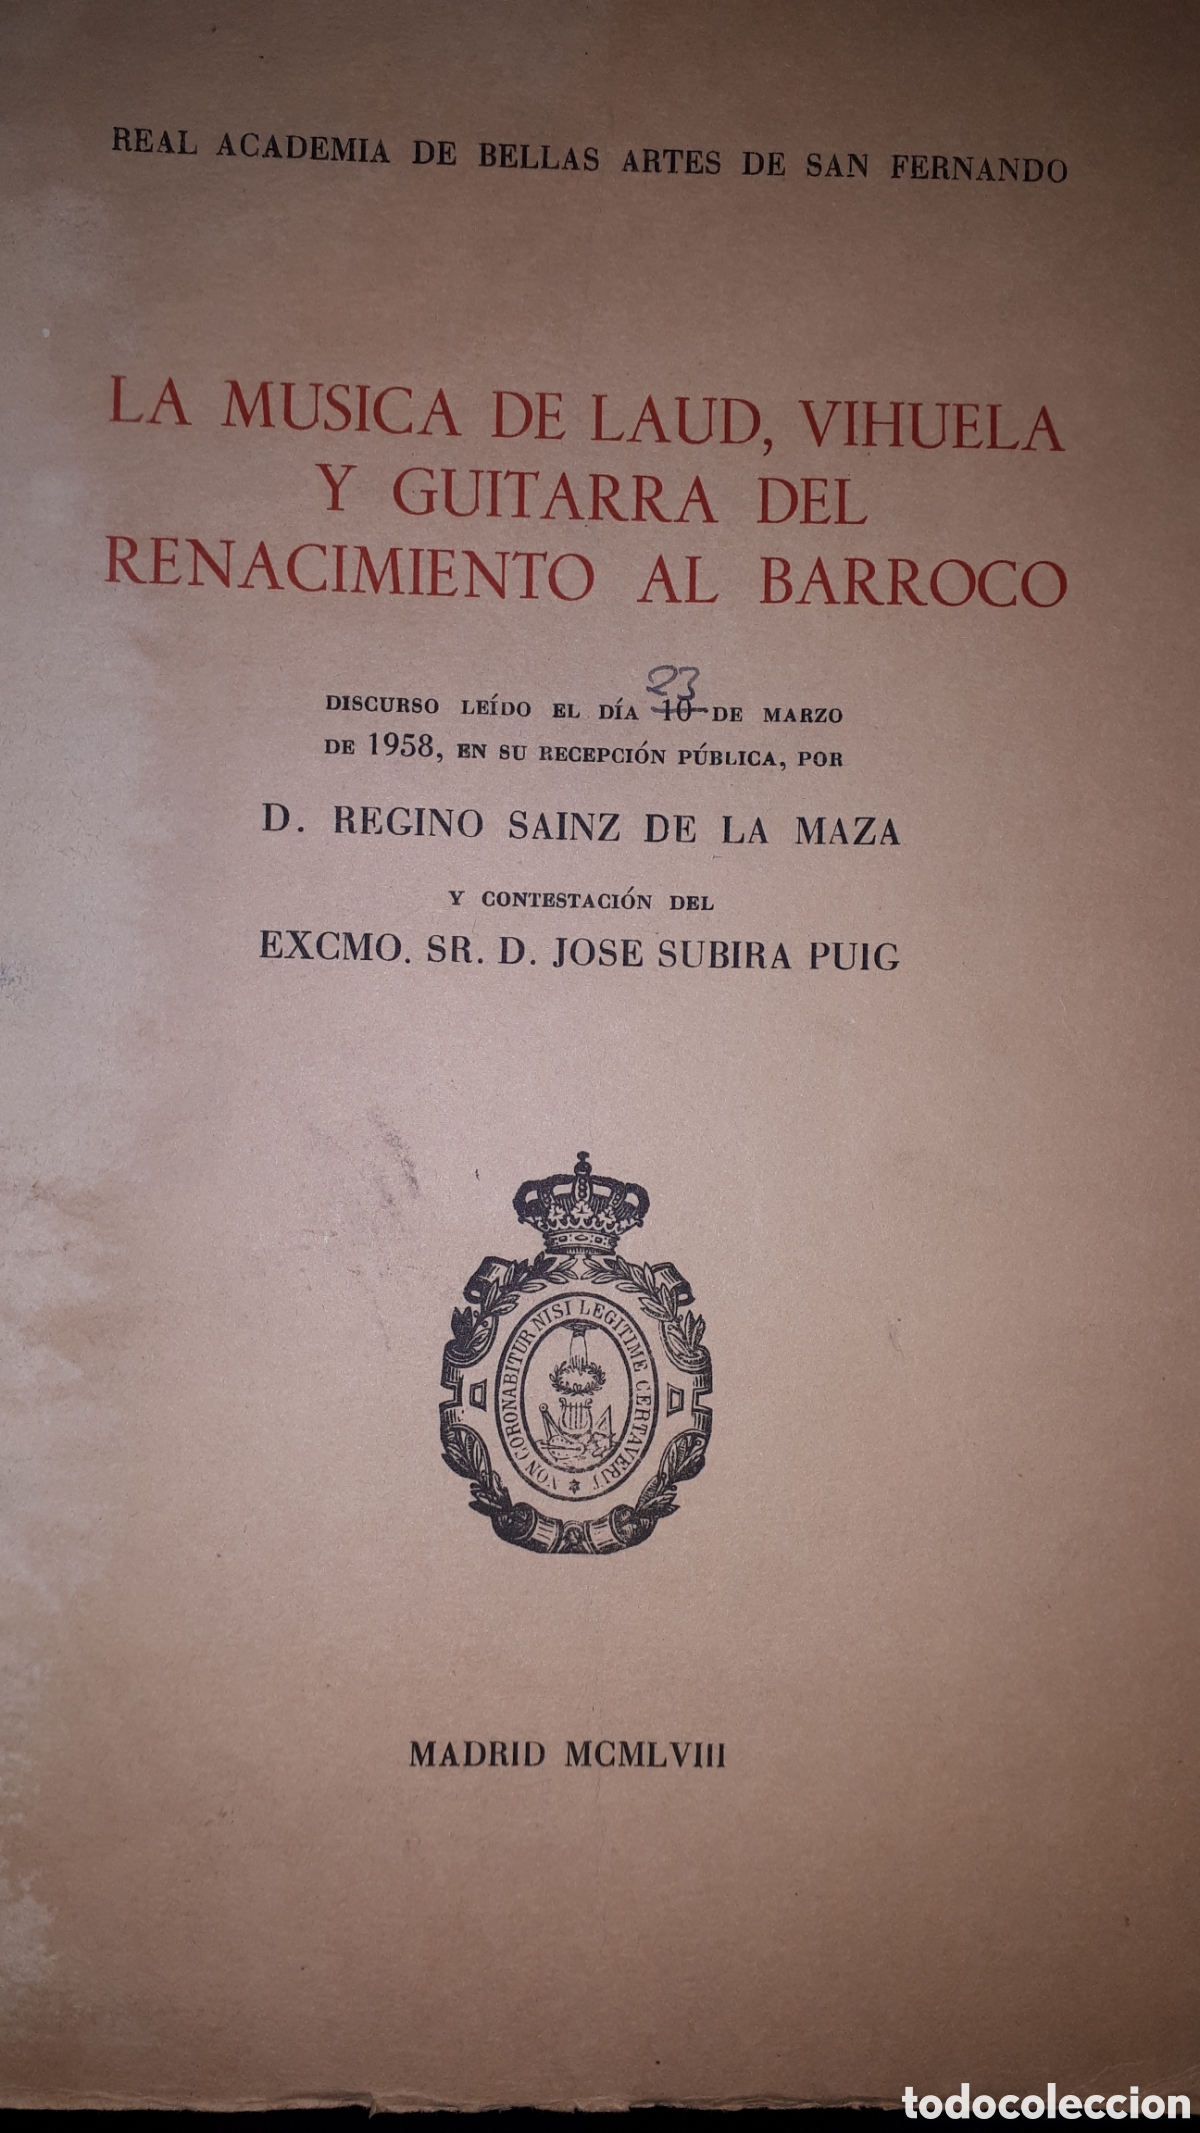 REAL ACADEMIA DE BELLAS ARTES DE SAN FERNANDO
LA MUSICA DE LAUD, VIHUELA
Y GUITARRA DEL
RENACIMIENTO AL BARROCO
23
DISCURSO LEÍDO EL DÍA 10 DE MARZO
DE 1958, EN SU RECEPCIÓN PÚBLICA, POR
D. REGINO SAINZ DE LA MAZA
Y CONTESTACIÓN DEL
EXCMO. SR. D. JOSE SUBIRA PUIG
NON CORONABITUR NISI LEGITIME CERTAVERIT
MADRID MCMLVIII
todocoleccion